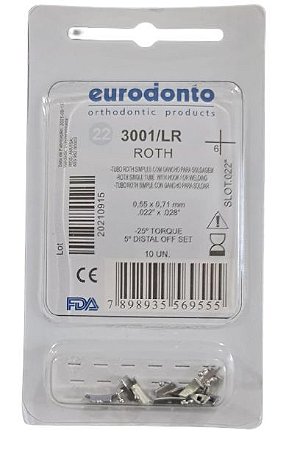 eurodonto
orthodontic products
22 3001/LR
ROTH
6
SLOT.022"
-TUBO ROTH SIMPLES COM GANCHO PARA SOLDAGEM
-ROTH SINGLE TUBE WITH HOOK FOR WELDING
-TUBO ROTH SIMPLE CON GANCHO PARA SOLDAR
0,55 x 0,71 mm
.022" x .028"
-25º TORQUE
5º DISTAL OFF SET
10 UN.
Lot
20210915
CE
FDA
7 898935 569555